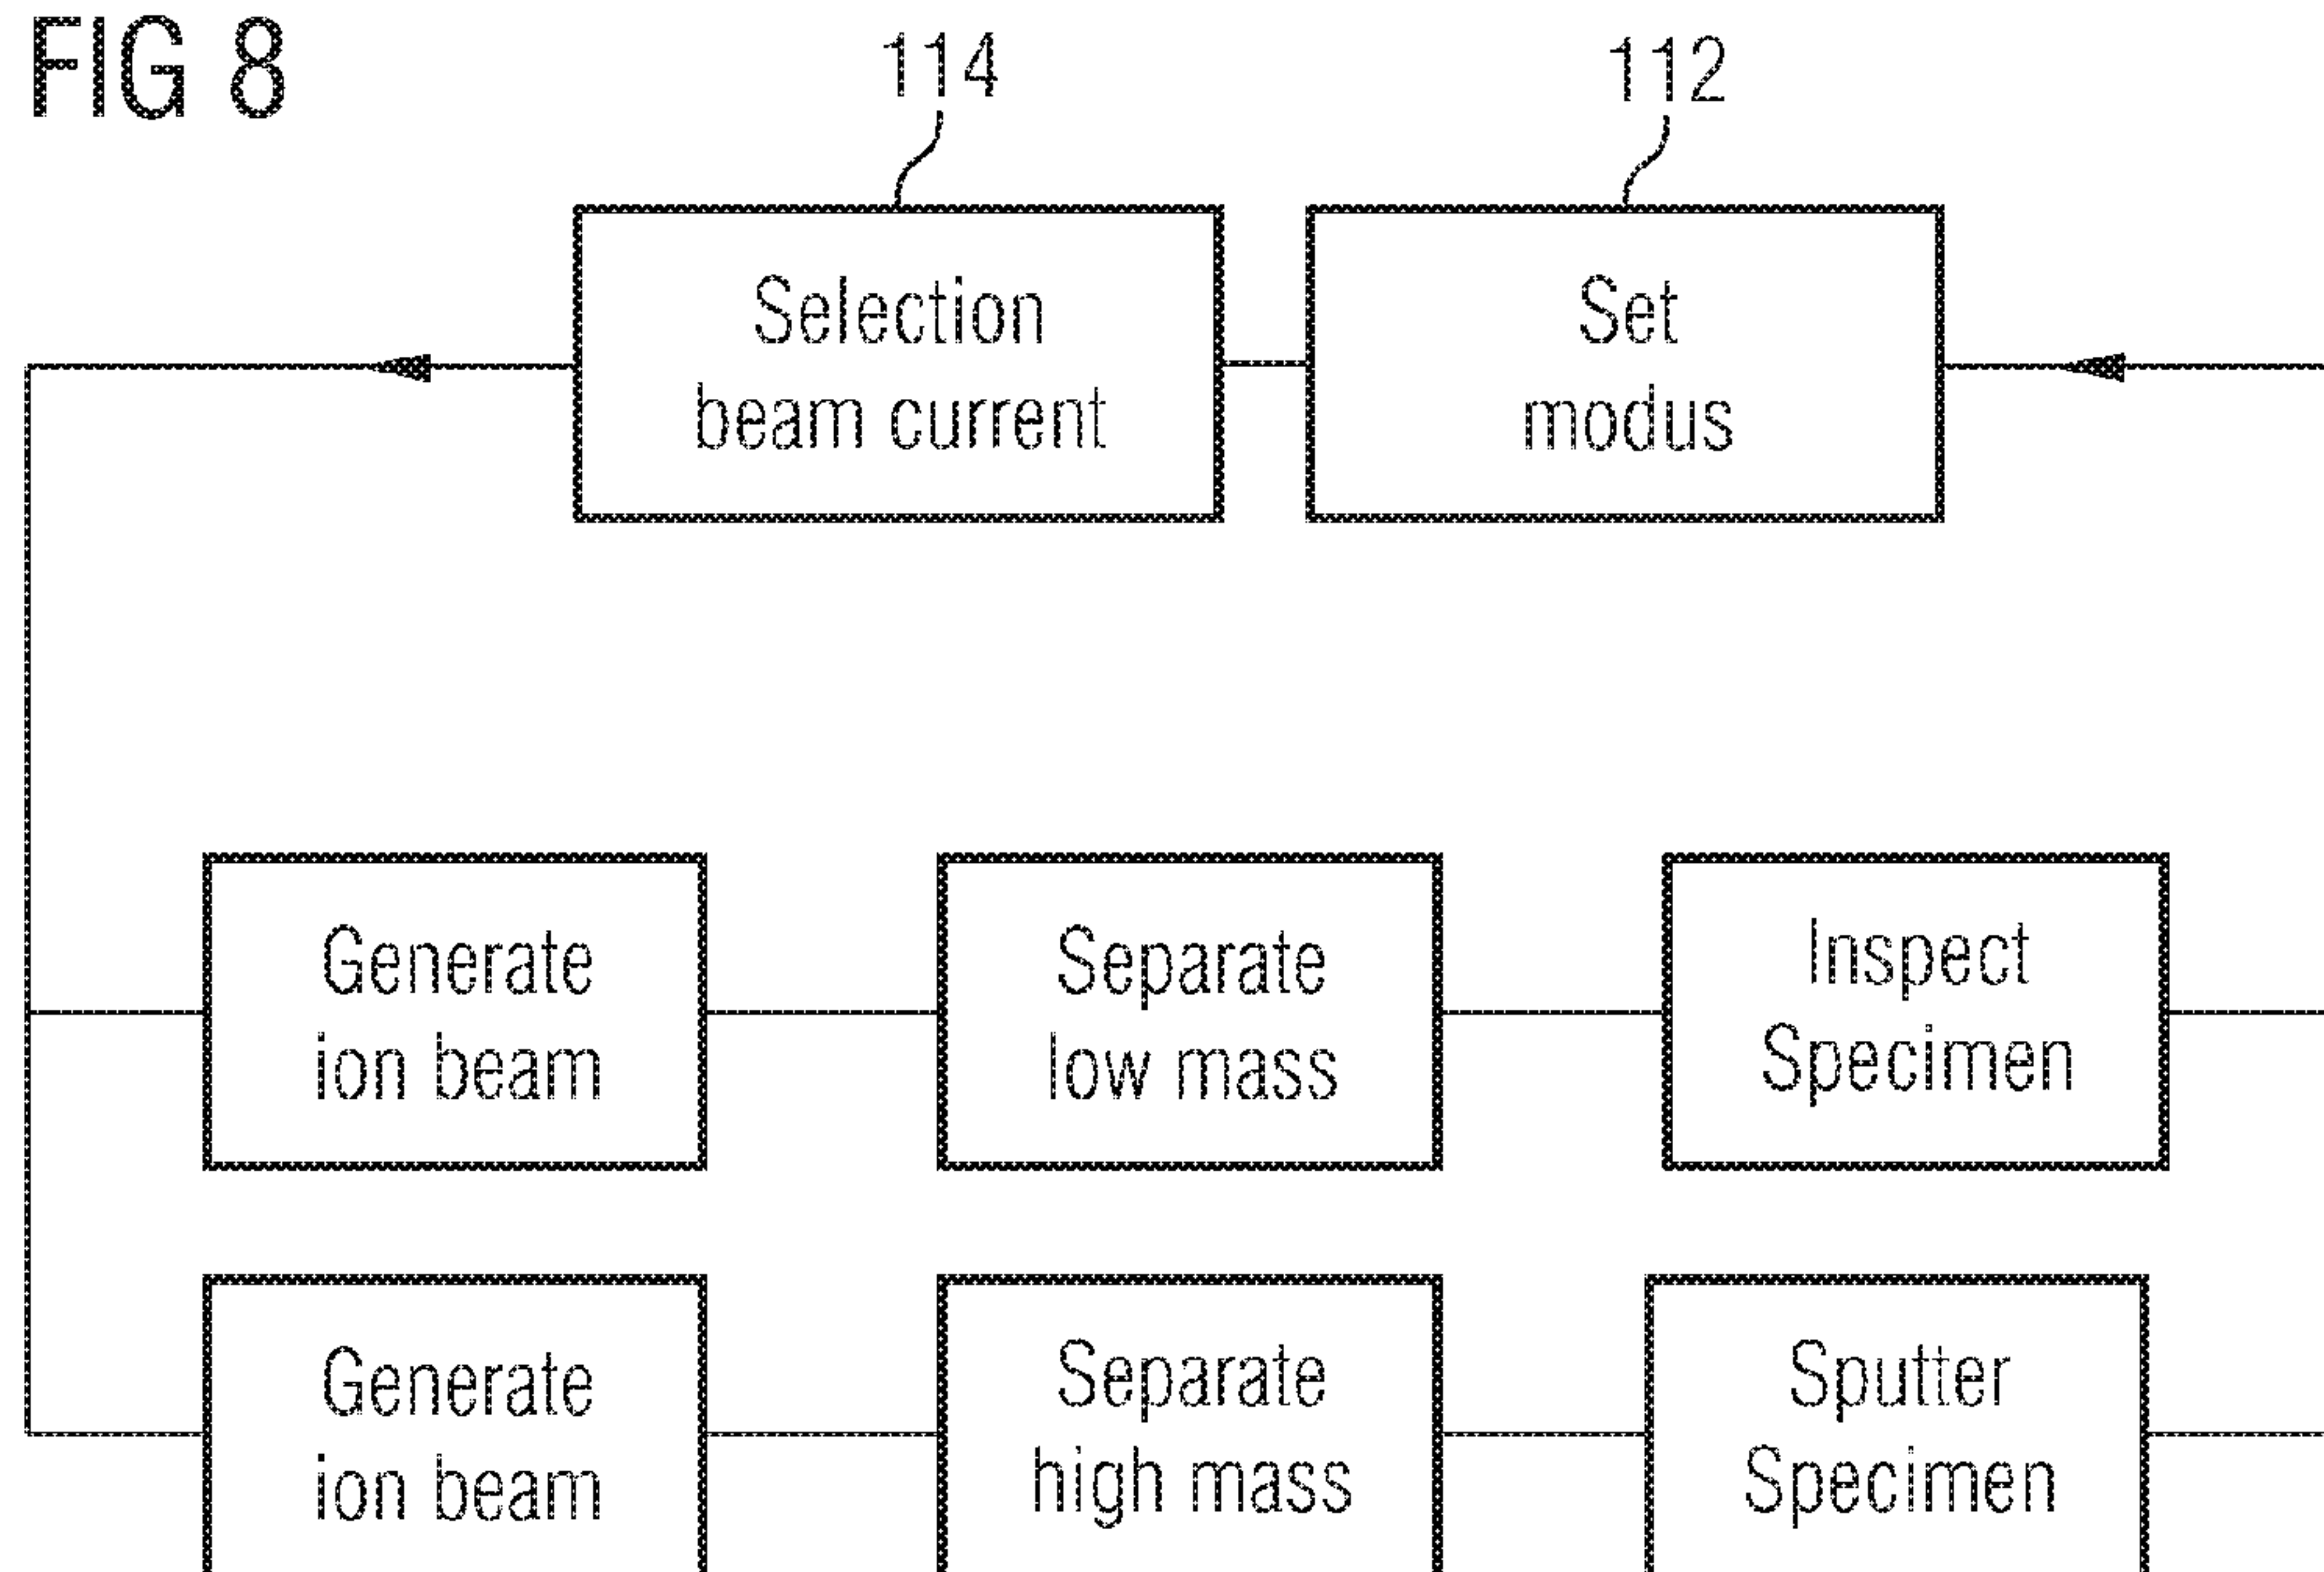 FIG 8
114
112
Selection
beam current
Set
modus
Generate
ion beam
Separate
low mass
Inspect
Specimen
Generate
ion beam
Separate
high mass
Sputter
Specimen